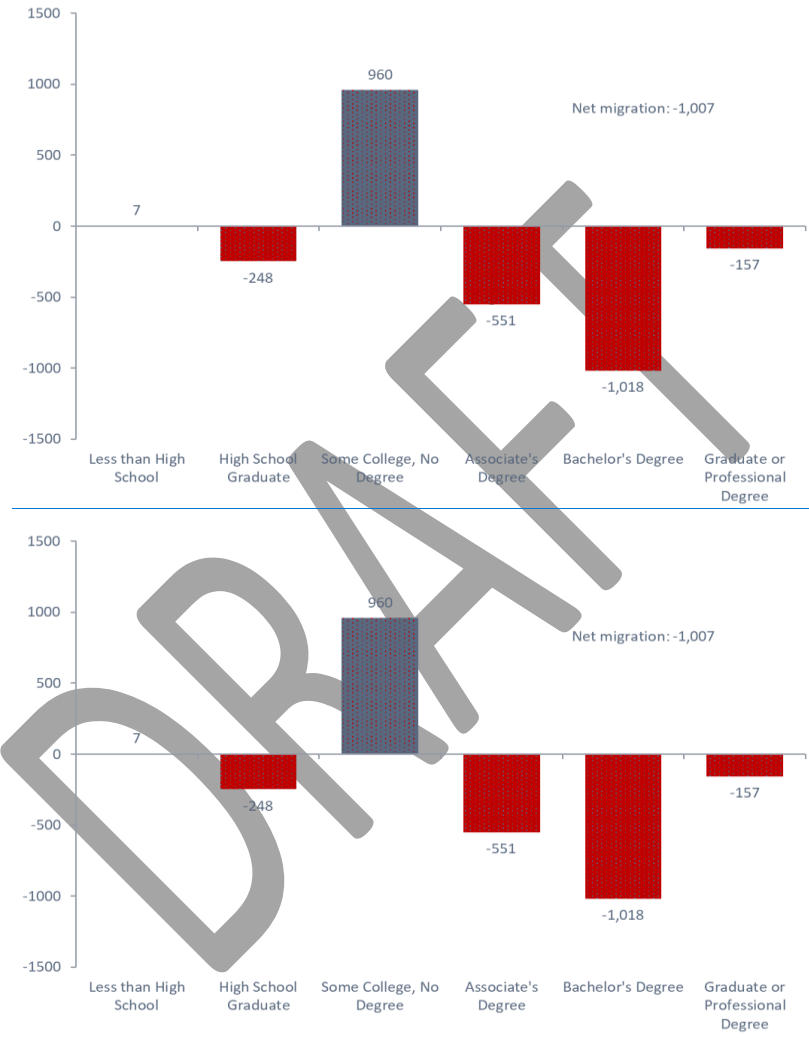 1500
960
1000
Net migration: -1,007
500
7
0
-248
-157
-500
-551
-1000
-1,018
-1500
Less than High
School
High School
Graduate
Some College, No
Degree
Associate's
Degree
Bachelor's Degree
Graduate or
Professional
Degree
DRAFT
1500
960
1000
Net migration: -1,007
500
7
0
-248
-157
-500
-551
-1000
-1,018
-1500
Less than High
School
High School
Graduate
Some College, No
Degree
Associate's
Degree
Bachelor's Degree
Graduate or
Professional
Degree